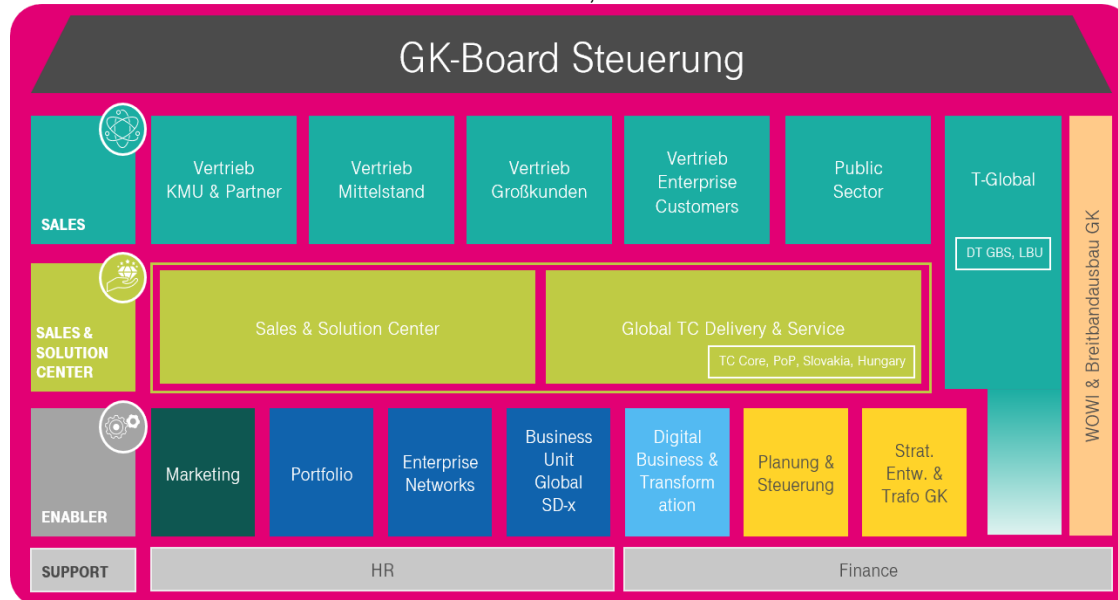 GK-Board Steuerung
SALES
Vertrieb
KMU & Partner
Vertrieb
Mittelstand
Vertrieb
Großkunden
Vertrieb
Enterprise
Customers
Public
Sector
T-Global
DT GBS, LBU
WOWI & Breitbandausbau GK
SALES &
SOLUTION
CENTER
Sales & Solution Center
Global TC Delivery & Service
TC Core, PoP, Slovakia, Hungary
ENABLER
Marketing
Portfolio
Enterprise
Networks
Business
Unit
Global
SD-x
Digital
Business &
Transform
ation
Planung &
Steuerung
Strat.
Entw. &
Trafo GK
SUPPORT
HR
Finance